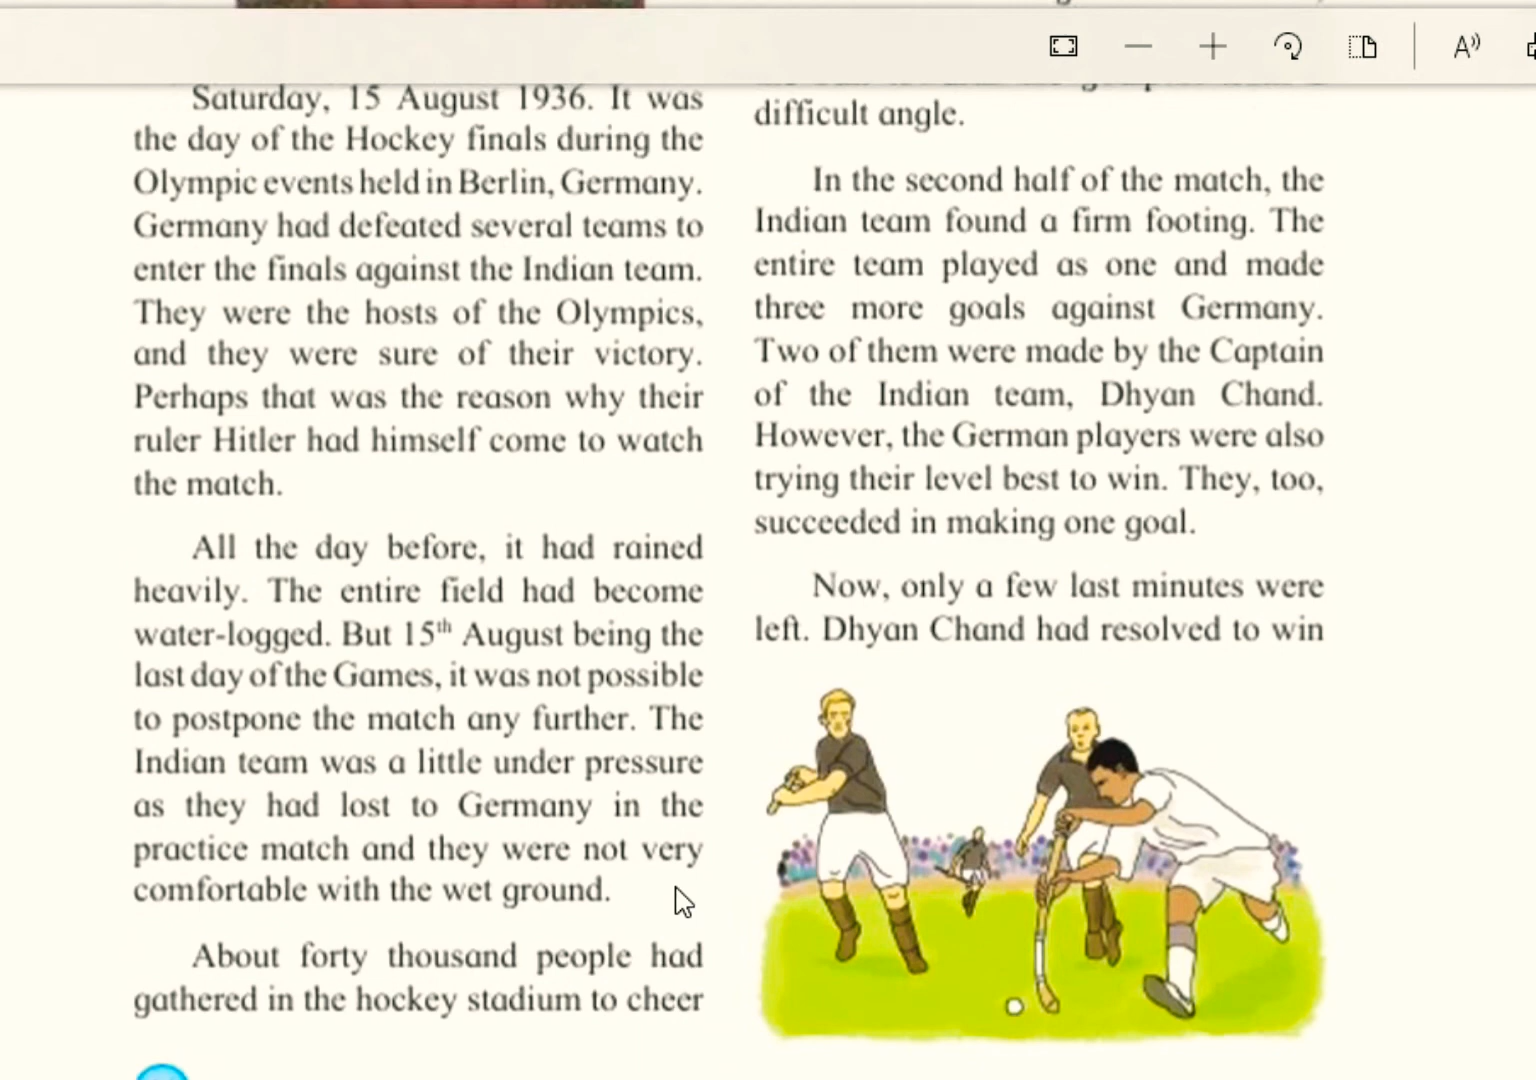 Saturday, 15 August 1936. It was
the day of the Hockey finals during the
Olympic events held in Berlin, Germany.
Germany had defeated several teams to
enter the finals against the Indian team.
They were the hosts of the Olympics,
and they were sure of their victory.
Perhaps that was the reason why their
ruler Hitler had himself come to watch
the match.
All the day before, it had rained
heavily. The entire field had become
water-logged. But 15th August being the
last day of the Games, it was not possible
to postpone the match any further. The
Indian team was a little under pressure
as they had lost to Germany in the
practice match and they were not very
comfortable with the wet ground.
About forty thousand people had
gathered in the hockey stadium to cheer
difficult angle.
In the second half of the match, the
Indian team found a firm footing. The
entire team played as one and made
three more goals against Germany.
Two of them were made by the Captain
of the Indian team, Dhyan Chand.
However, the German players were also
trying their level best to win. They, too,
succeeded in making one goal.
Now, only a few last minutes were
left. Dhyan Chand had resolved to win